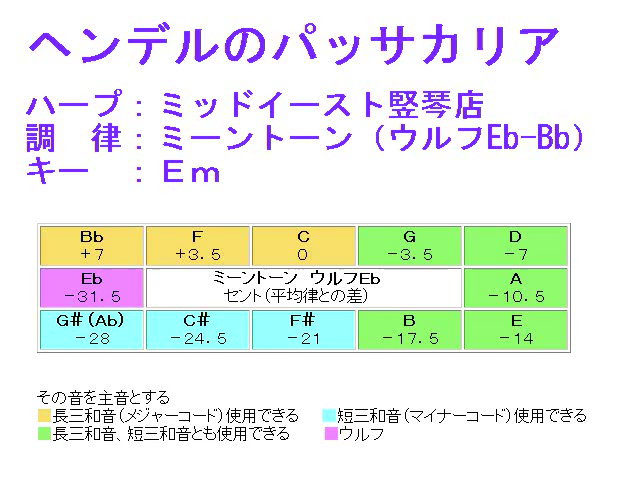 ヘンデルのパッサカリア
ハープ：ミッドイースト竪琴店
調　律：ミーントーン（ウルフEb-Bb）
キー　：Ｅｍ
Bb F C G D
+7 +3.5 0 -3.5 -7
Eb ミーントーン ウルフEb A
-31.5 セント(平均律との差) -10.5
G#(Ab) C# F# B E
-28 -24.5 -21 -17.5 -14
その音を主音とする
■長三和音(メジャーコード)使用できる ■短三和音(マイナーコード)使用できる
■長三和音、短三和音とも使用できる ■ウルフ